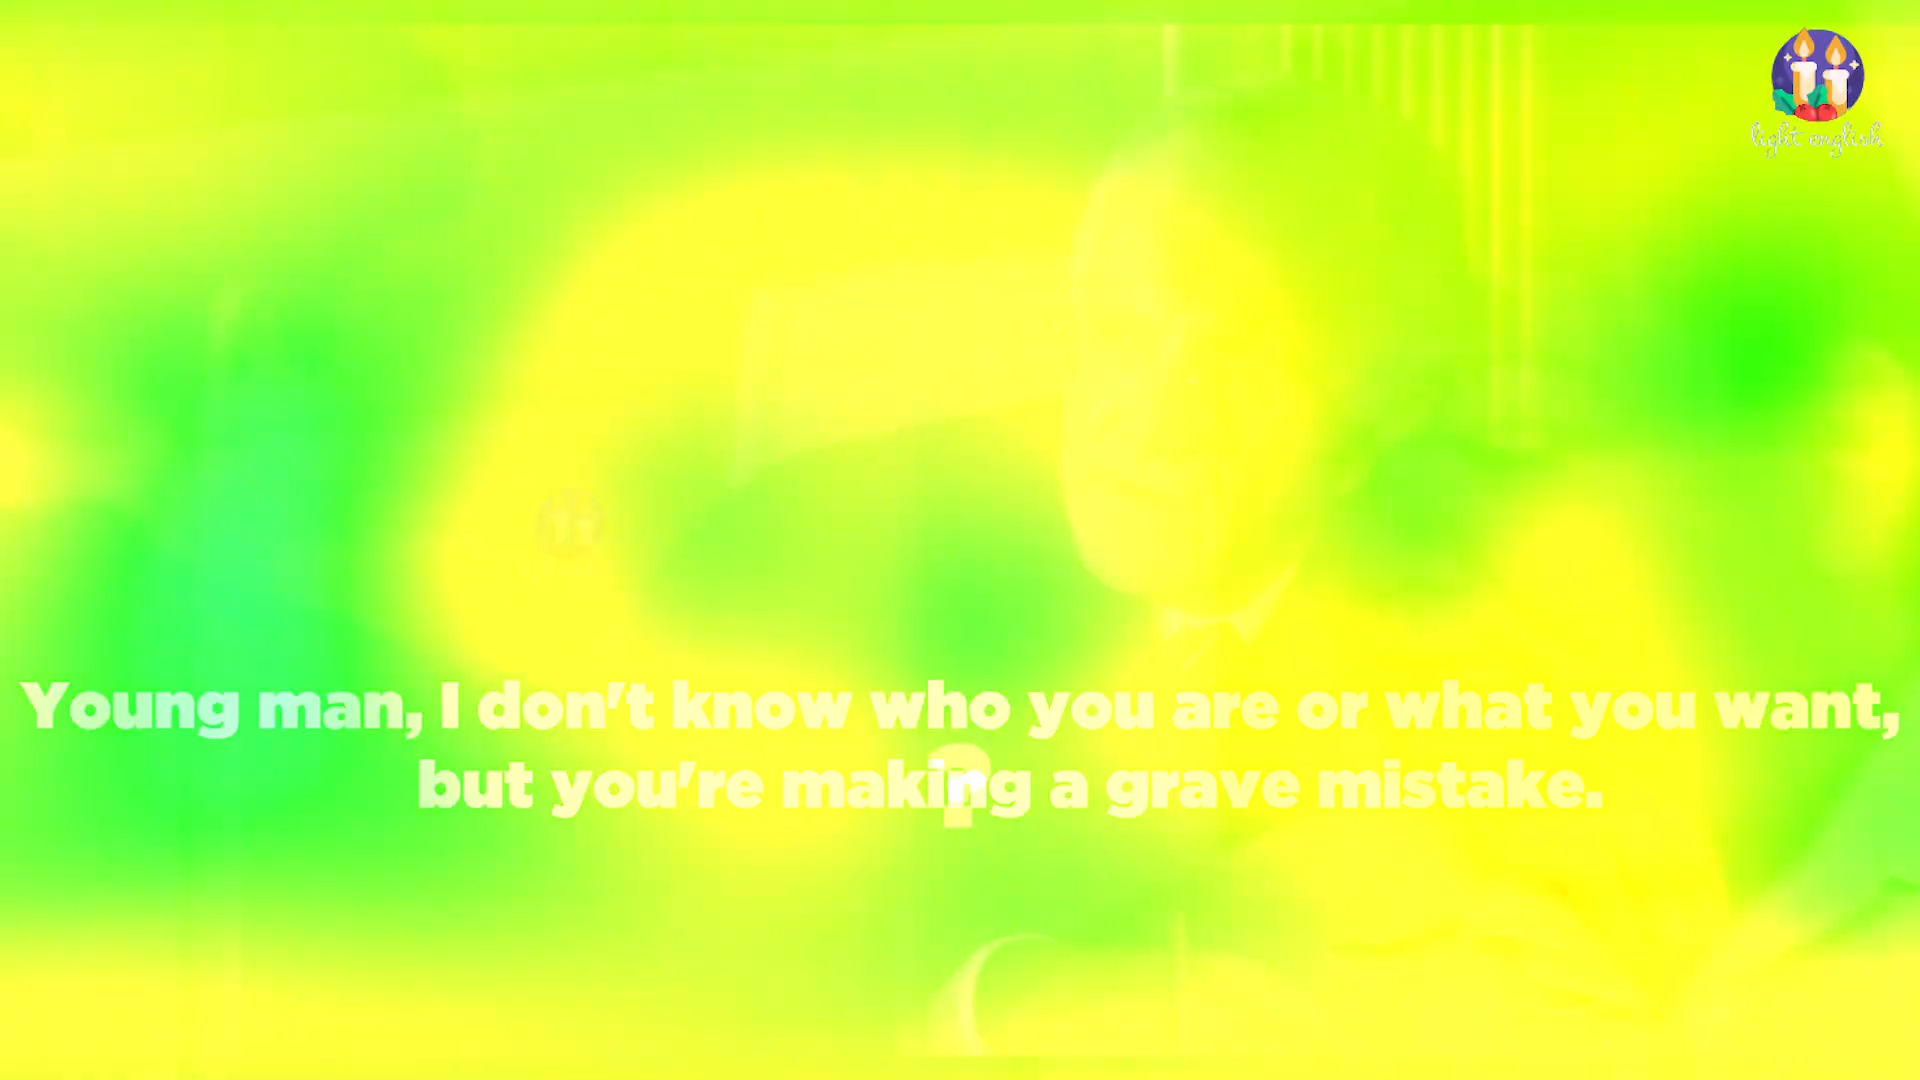 light english
Young man, I don't know who you are or what you want,
but you're making a grave mistake.
?